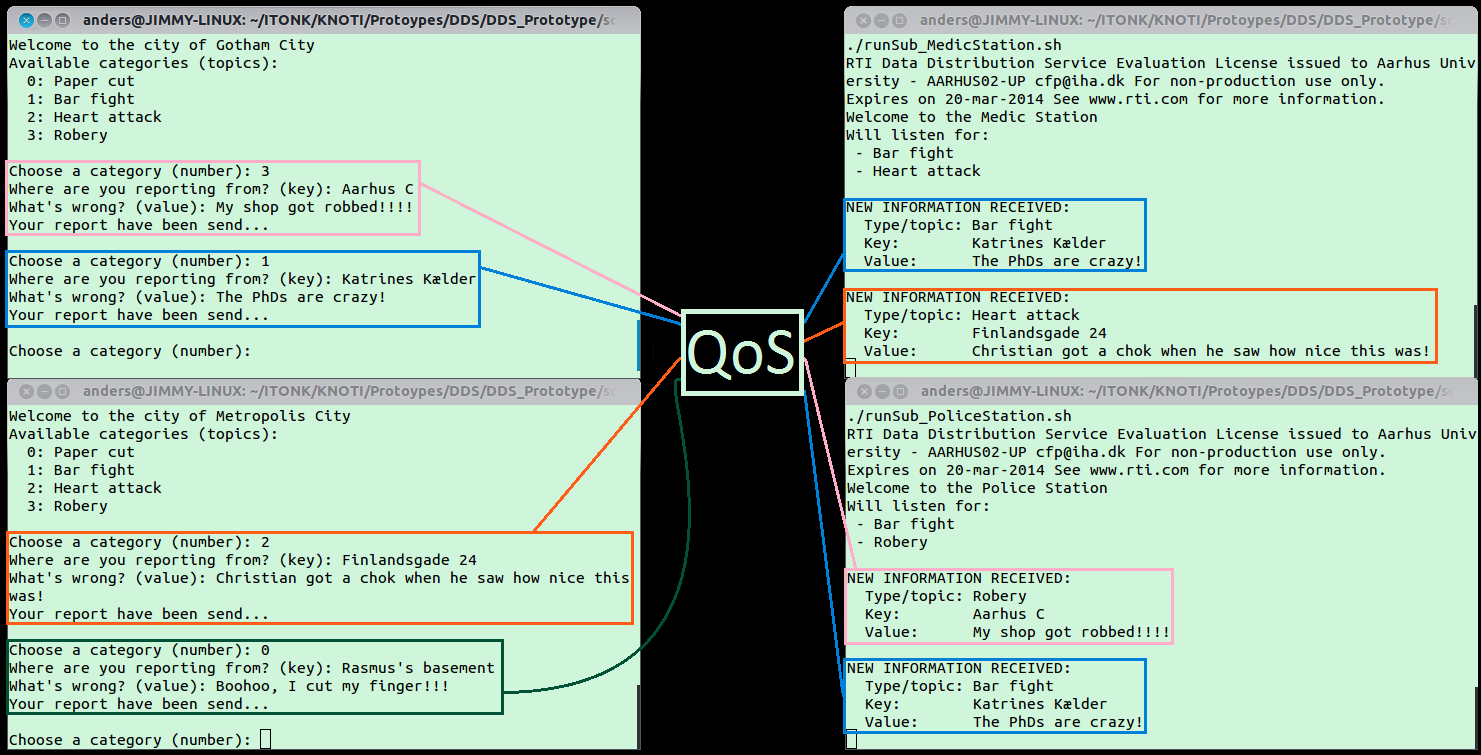 anders@JIMMY-LINUX: ~/ITONK/KNOTI/Protoypes/DDS/DDS_Prototype/sc
Welcome to the city of Gotham City
Available categories (topics):
  0: Paper cut
  1: Bar fight
  2: Heart attack
  3: Robery
Choose a category (number): 3
Where are you reporting from? (key): Aarhus C
What's wrong? (value): My shop got robbed!!!!
Your report have been send...
Choose a category (number): 1
Where are you reporting from? (key): Katrines Kælder
What's wrong? (value): The PhDs are crazy!
Your report have been send...
Choose a category (number):
anders@JIMMY-LINUX: ~/ITONK/KNOTI/Protoypes/DDS/DDS_Prototype/sc
Welcome to the city of Metropolis City
Available categories (topics):
  0: Paper cut
  1: Bar fight
  2: Heart attack
  3: Robery
Choose a category (number): 2
Where are you reporting from? (key): Finlandsgade 24
What's wrong? (value): Christian got a chok when he saw how nice this
was!
Your report have been send...
Choose a category (number): 0
Where are you reporting from? (key): Rasmus's basement
What's wrong? (value): Boohoo, I cut my finger!!!
Your report have been send...
Choose a category (number):
QoS
anders@JIMMY-LINUX: ~/ITONK/KNOTI/Protoypes/DDS/DDS_Prototype/sc
./runSub_MedicStation.sh
RTI Data Distribution Service Evaluation License issued to Aarhus Univ
ersity - AARHUS02-UP cfp@iha.dk For non-production use only.
Expires on 20-mar-2014 See www.rti.com for more information.
Welcome to the Medic Station
Will listen for:
 - Bar fight
 - Heart attack
NEW INFORMATION RECEIVED:
  Type/topic: Bar fight
  Key:        Katrines Kælder
  Value:      The PhDs are crazy!
NEW INFORMATION RECEIVED:
  Type/topic: Heart attack
  Key:        Finlandsgade 24
  Value:      Christian got a chok when he saw how nice this was!
anders@JIMMY-LINUX: ~/ITONK/KNOTI/Protoypes/DDS/DDS_Prototype/sc
./runSub_PoliceStation.sh
RTI Data Distribution Service Evaluation License issued to Aarhus Univ
ersity - AARHUS02-UP cfp@iha.dk For non-production use only.
Expires on 20-mar-2014 See www.rti.com for more information.
Welcome to the Police Station
Will listen for:
 - Bar fight
 - Robery
NEW INFORMATION RECEIVED:
  Type/topic: Robery
  Key:        Aarhus C
  Value:      My shop got robbed!!!!
NEW INFORMATION RECEIVED:
  Type/topic: Bar fight
  Key:        Katrines Kælder
  Value:      The PhDs are crazy!